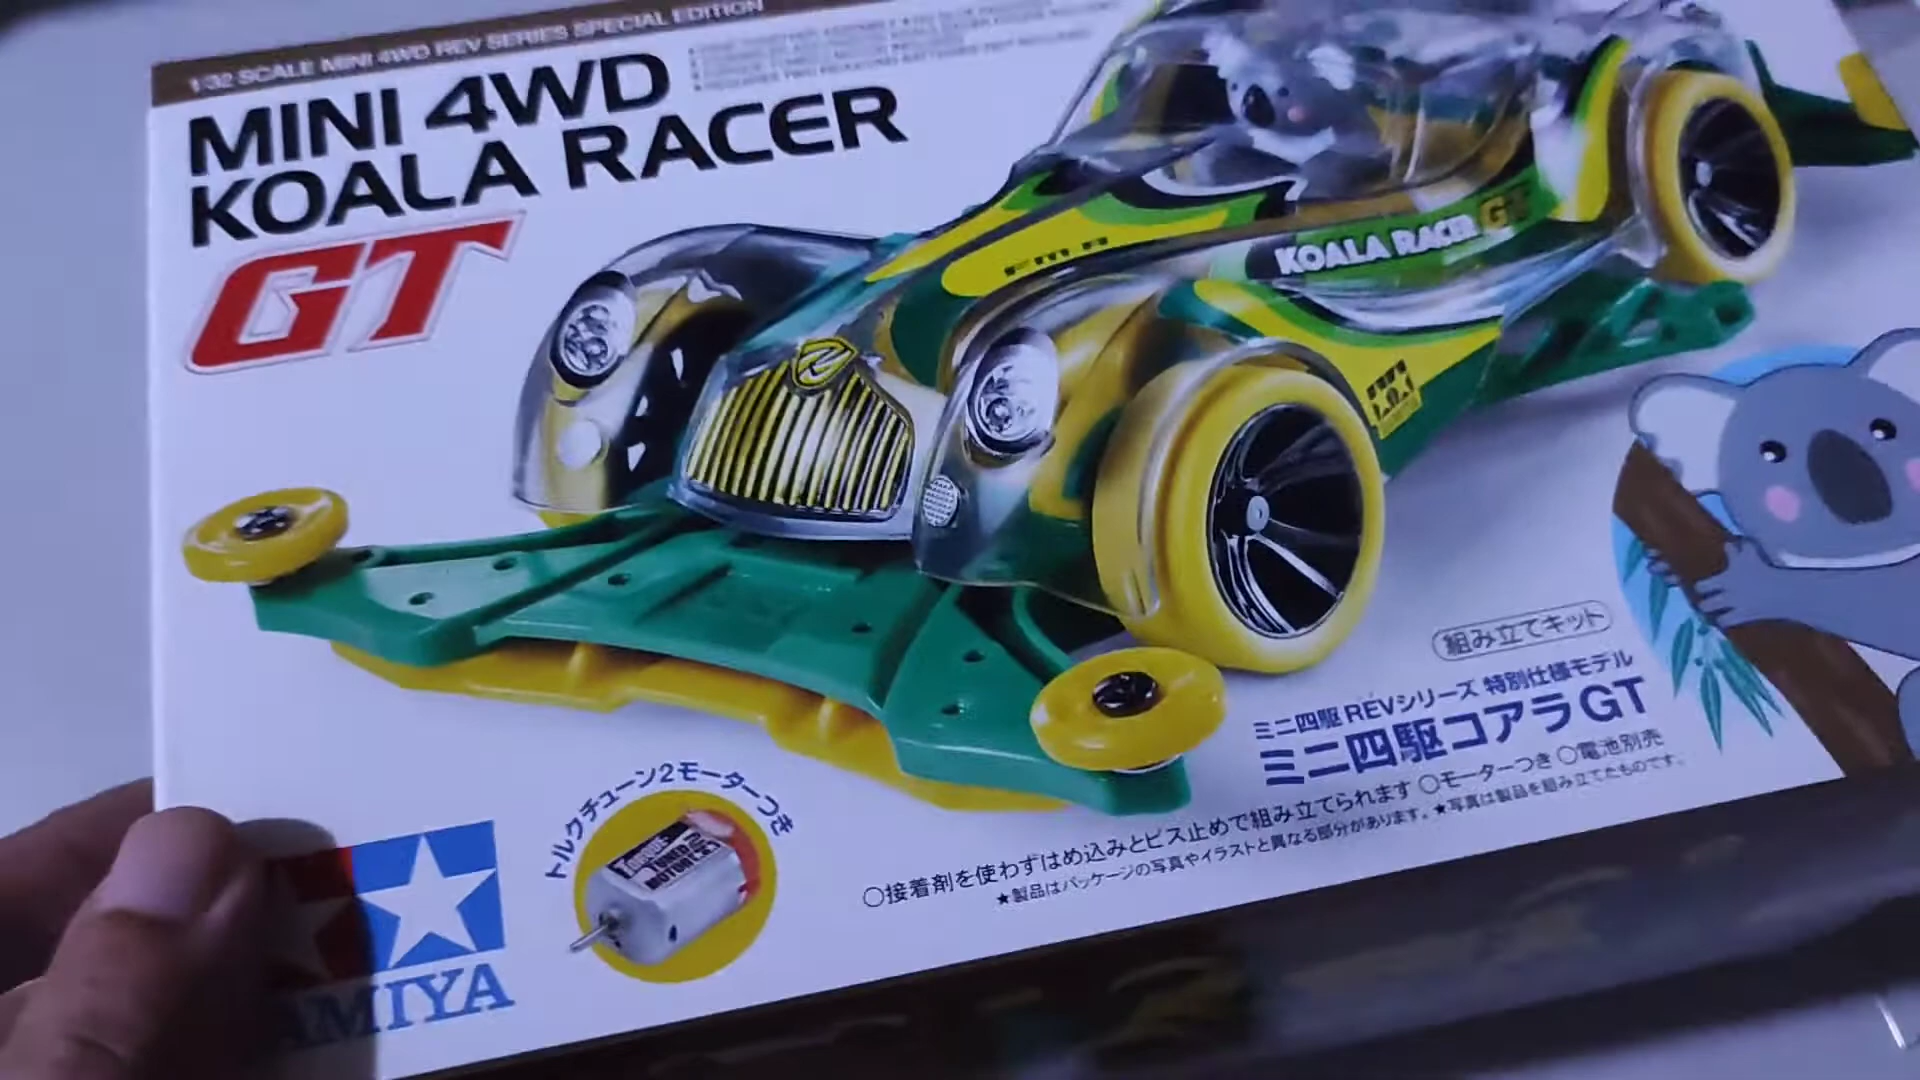 1:32 SCALE MINI 4WD REV SERIES SPECIAL EDITION
MINI 4WD
KOALA RACER
GT
KOALA RACER GT
組み立てキット
ミニ四駆 REVシリーズ 特別仕様モデル
ミニ四駆コアラGT
○接着剤を使わずはめ込みとビス止めで組み立てられます ○モーターつき ○電池別売
★製品はパッケージの写真やイラストと異なる部分があります。★写真は製品を組み立てたものです。
トルクチューン2モーターつき
TORQUE
TUNED
MOTOR
AMIYA